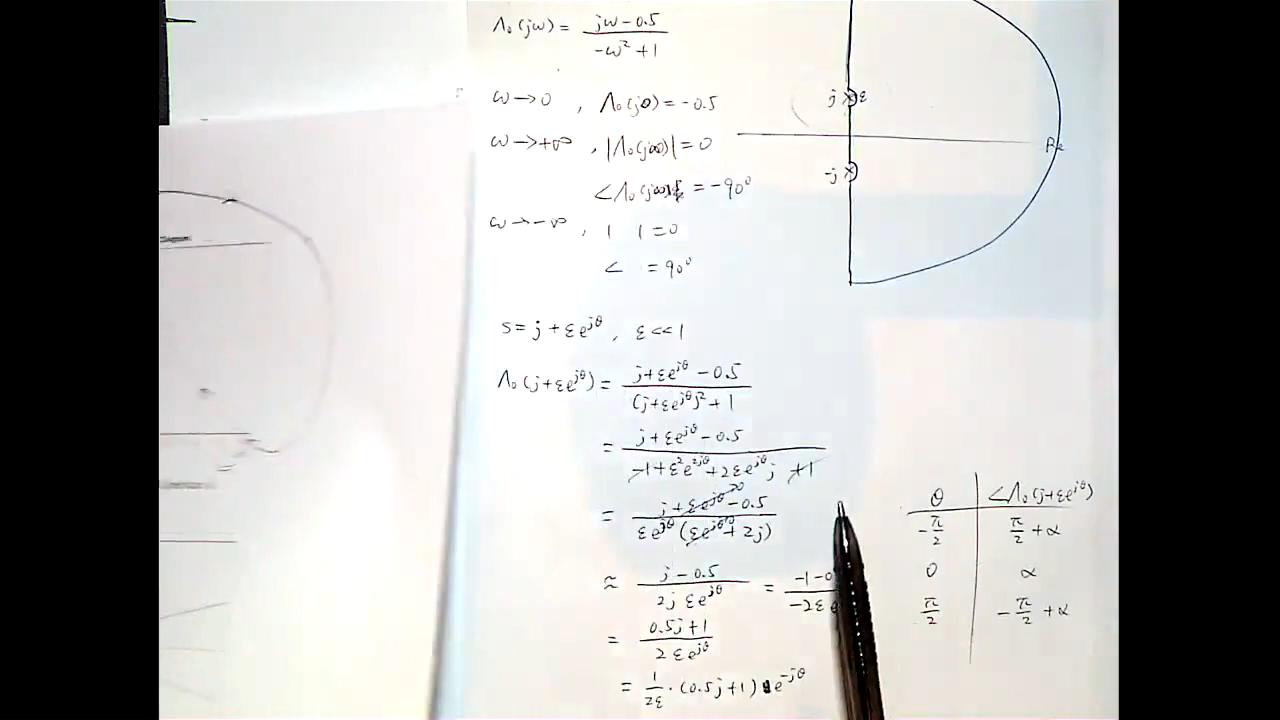 Λ₀(jω) = (jω - 0.5) / (-ω² + 1)
ω → 0 , Λ₀(j0) = -0.5
ω → +∞ , |Λ₀(j∞)| = 0
∠Λ₀(j∞) = -90°
ω → -∞ , | | = 0
∠ = 90°
j ε
-j
Re
s = j + εe^{jθ} , ε << 1
Λ₀(j+εe^{jθ}) = (j + εe^{jθ} - 0.5) / ((j+εe^{jθ})² + 1)
= (j + εe^{jθ} - 0.5) / (-1 + ε²e^{2jθ} + 2εe^{jθ}j + 1)
= (j + εe^{jθ} - 0.5) / (εe^{jθ}(εe^{jθ} + 2j))
≈ (j - 0.5) / (2j εe^{jθ}) =
= (0.5j + 1) / (2εe^{jθ})
= 1/(2ε) · (0.5j + 1) e^{-jθ}
θ ∠Λ₀(j+εe^{jθ})
-π/2 π/2 + α
0 α
π/2 -π/2 + α